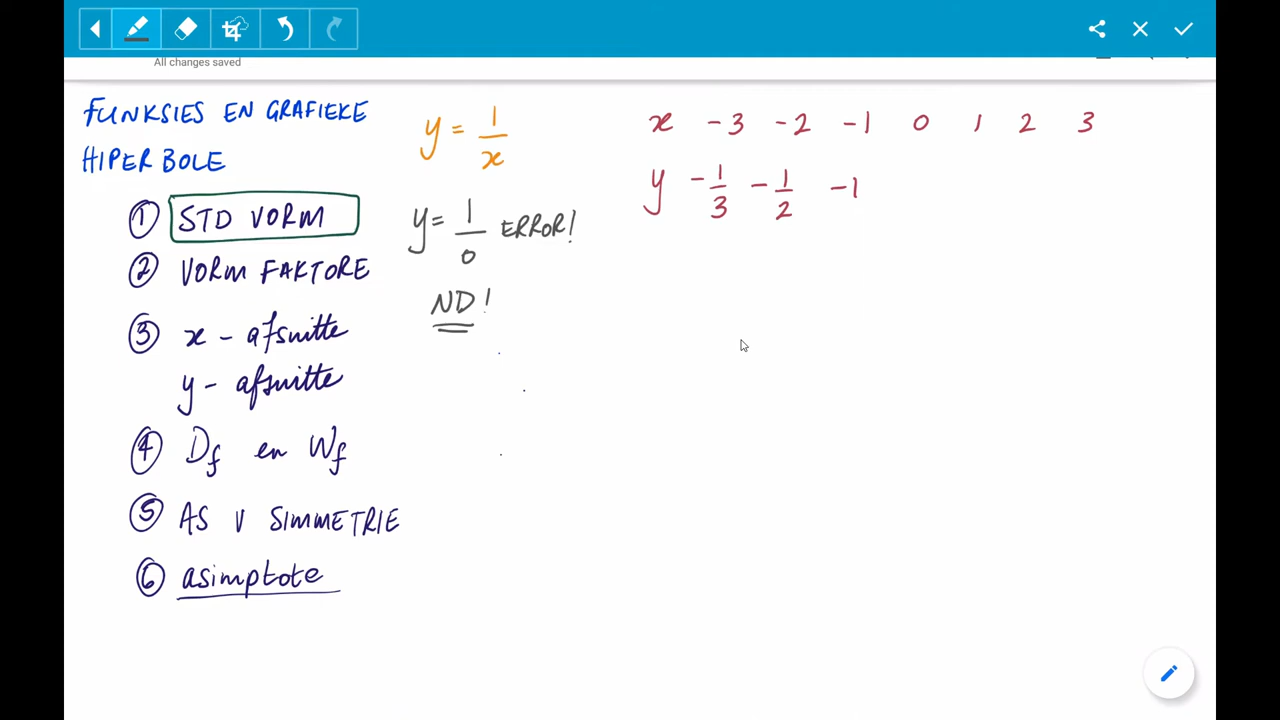 All changes saved
FUNKSIES EN GRAFIEKE
HIPERBOLE
① STD VORM
② VORM FAKTORE
③ x - afsnitte
y - afsnitte
④ Df en Wf
⑤ AS V SIMMETRIE
⑥ asimptote
y = 1/x
y = 1/0 ERROR!
ND!
x -3 -2 -1 0 1 2 3
y -1/3 -1/2 -1